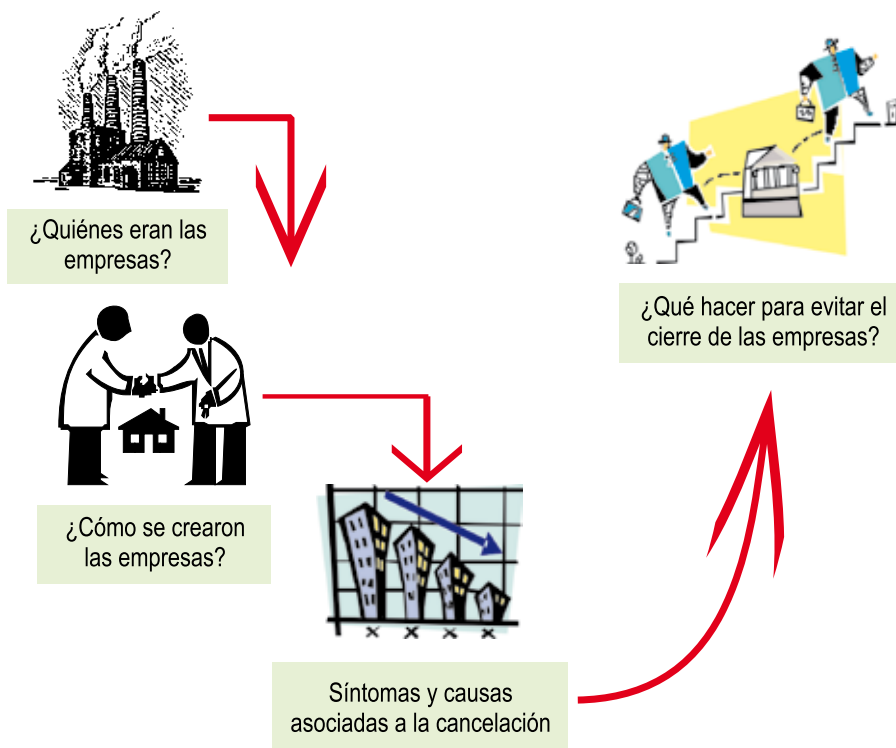 ¿Quiénes eran las
empresas?
¿Cómo se crearon
las empresas?
Síntomas y causas
asociadas a la cancelación
¿Qué hacer para evitar el
cierre de las empresas?